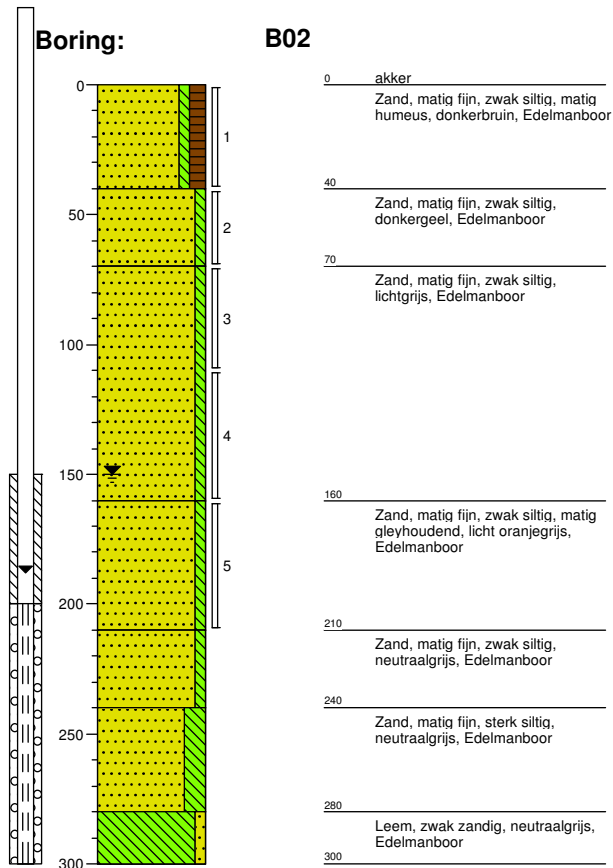 Boring:
B02
0
50
100
150
200
250
300
1
2
3
4
5
0
akker
Zand, matig fijn, zwak siltig, matig
humeus, donkerbruin, Edelmanboor
40
Zand, matig fijn, zwak siltig,
donkergeel, Edelmanboor
70
Zand, matig fijn, zwak siltig,
lichtgrijs, Edelmanboor
160
Zand, matig fijn, zwak siltig, matig
gleyhoudend, licht oranjegrijs,
Edelmanboor
210
Zand, matig fijn, zwak siltig,
neutraalgrijs, Edelmanboor
240
Zand, matig fijn, sterk siltig,
neutraalgrijs, Edelmanboor
280
Leem, zwak zandig, neutraalgrijs,
Edelmanboor
300